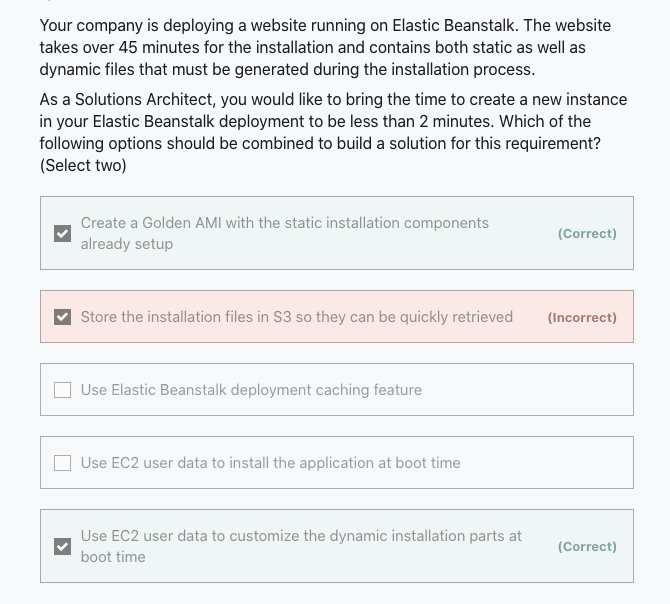 Your company is deploying a website running on Elastic Beanstalk. The website
takes over 45 minutes for the installation and contains both static as well as
dynamic files that must be generated during the installation process.
As a Solutions Architect, you would like to bring the time to create a new instance
in your Elastic Beanstalk deployment to be less than 2 minutes. Which of the
following options should be combined to build a solution for this requirement?
(Select two)
Create a Golden AMI with the static installation components
already setup
(Correct)
Store the installation files in S3 so they can be quickly retrieved
(Incorrect)
Use Elastic Beanstalk deployment caching feature
Use EC2 user data to install the application at boot time
Use EC2 user data to customize the dynamic installation parts at
boot time
(Correct)